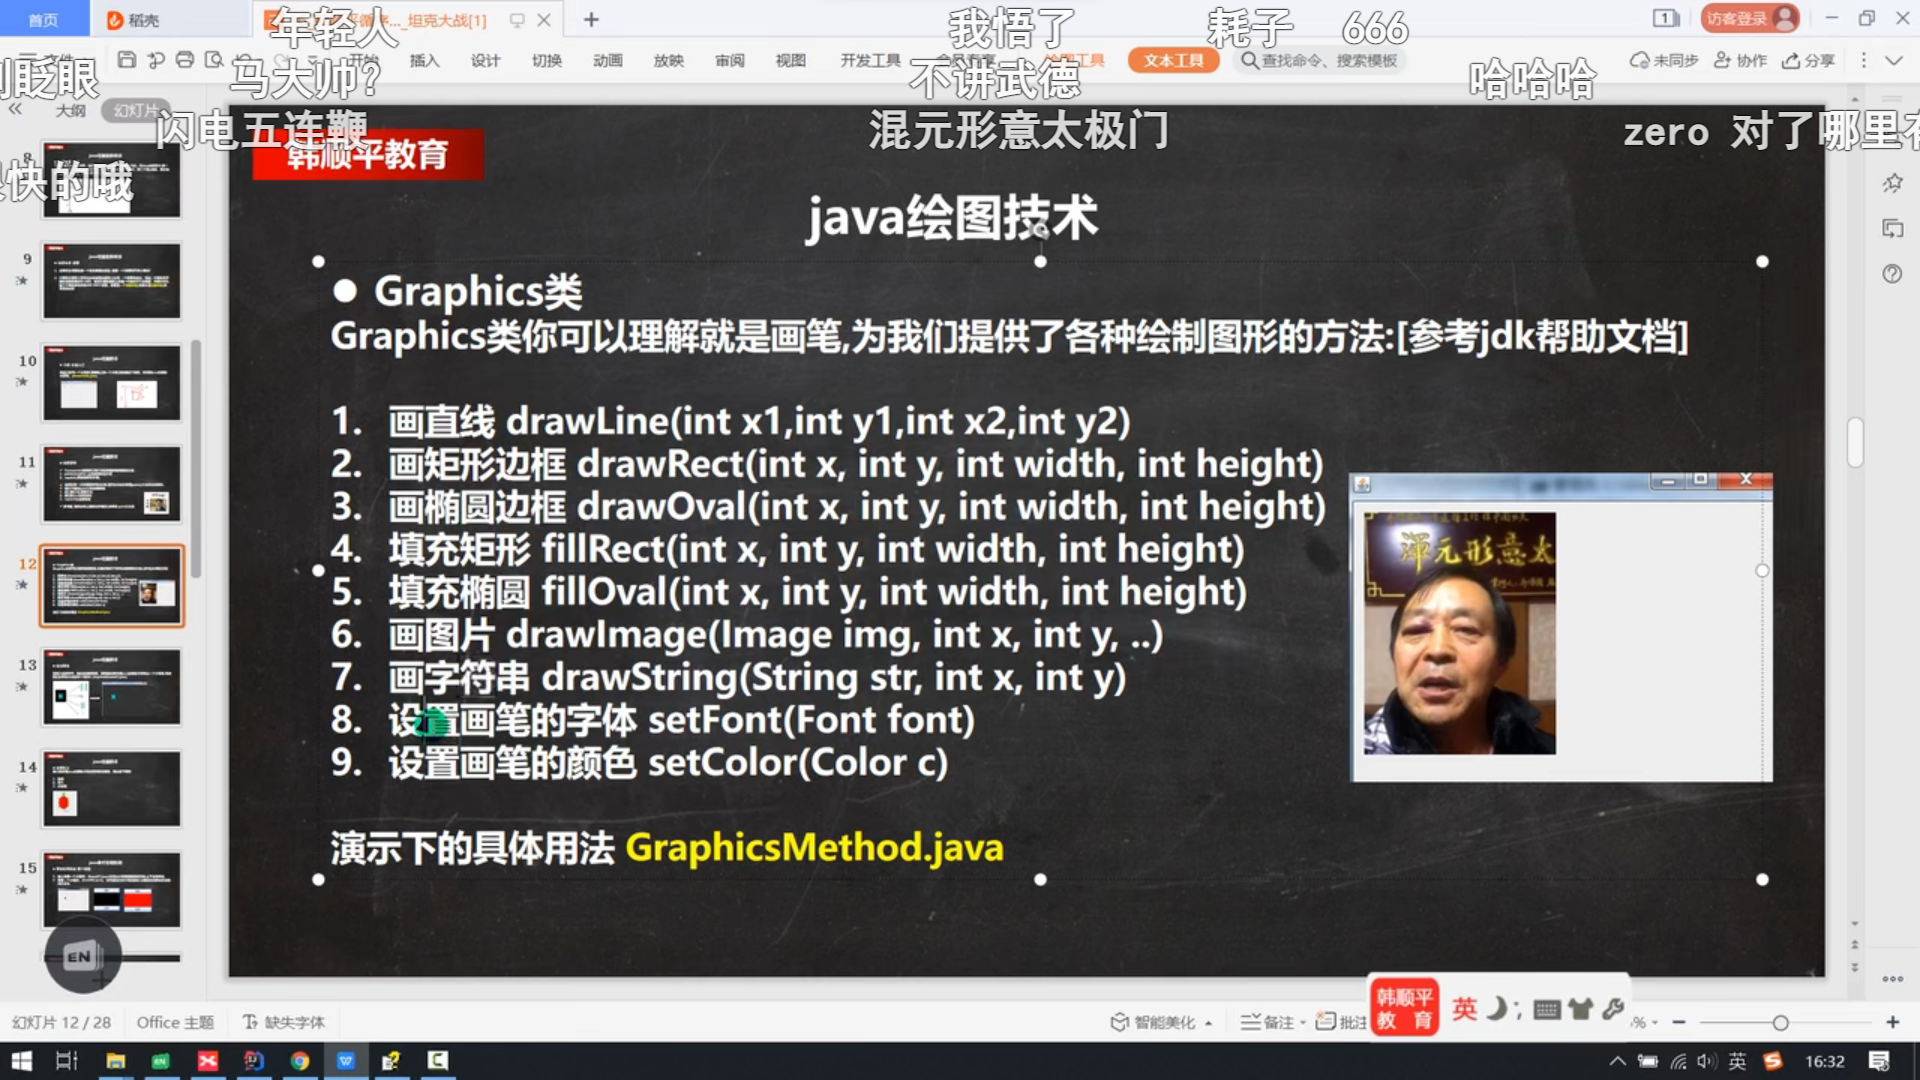 首页
稻壳
坦克大战[1]
年轻人
我悟了
耗子
666
访客登录
插入
设计
切换
动画
放映
审阅
视图
开发工具
文本工具
查找命令、搜索模板
未同步
协作
分享
眨眼
马大帅?
不讲武德
哈哈哈
大纲
幻灯片
闪电五连鞭
混元形意太极门
zero 对了哪里有
快的哦
韩顺平教育
java绘图技术
● Graphics类
Graphics类你可以理解就是画笔,为我们提供了各种绘制图形的方法:[参考jdk帮助文档]
1. 画直线 drawLine(int x1,int y1,int x2,int y2)
2. 画矩形边框 drawRect(int x, int y, int width, int height)
3. 画椭圆边框 drawOval(int x, int y, int width, int height)
4. 填充矩形 fillRect(int x, int y, int width, int height)
5. 填充椭圆 fillOval(int x, int y, int width, int height)
6. 画图片 drawImage(Image img, int x, int y, ..)
7. 画字符串 drawString(String str, int x, int y)
8. 设置画笔的字体 setFont(Font font)
9. 设置画笔的颜色 setColor(Color c)
演示下的具体用法 GraphicsMethod.java
浑元形意太
8
9
10
11
12
13
14
15
EN
韩顺平
教 育
英
幻灯片 12 / 28
Office 主题
缺失字体
智能美化
备注
批注
%
英
16:32